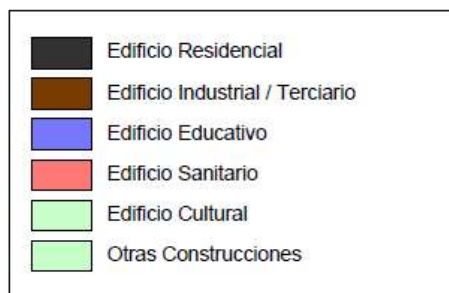 Edificio Residencial
Edificio Industrial / Terciario
Edificio Educativo
Edificio Sanitario
Edificio Cultural
Otras Construcciones